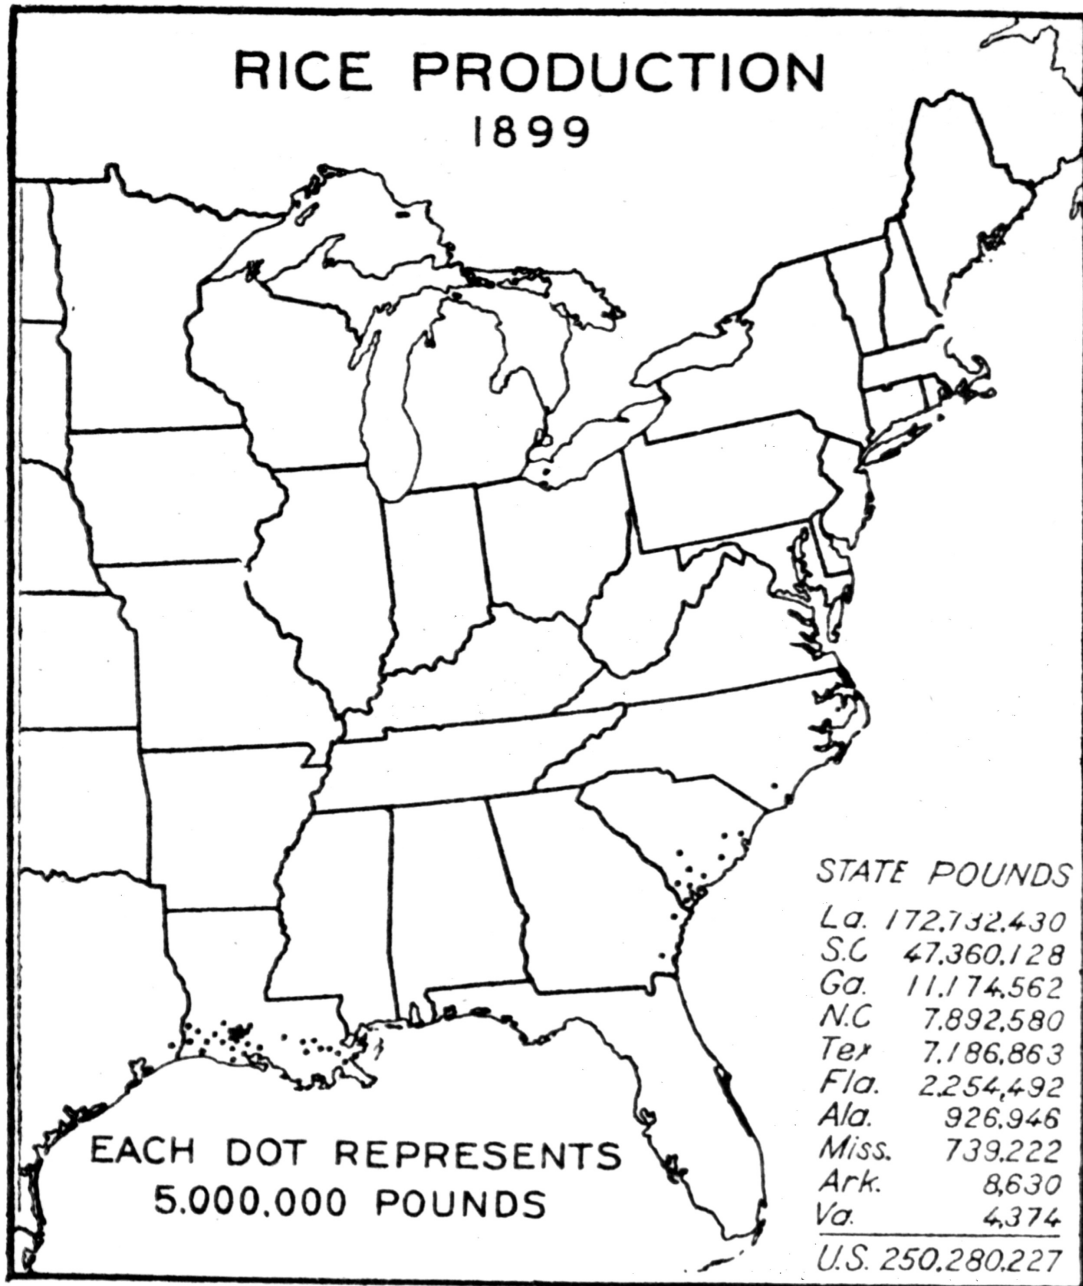 RICE PRODUCTION
1899
STATE POUNDS
La. 172,732,430
S.C 47,360,128
Ga. 11,174,562
N.C 7,892,580
Tex 7,186,863
Fla. 2,254,492
Ala. 926,946
Miss. 739,222
Ark. 8,630
Va. 4,374
U.S. 250,280,227
EACH DOT REPRESENTS
5,000,000 POUNDS